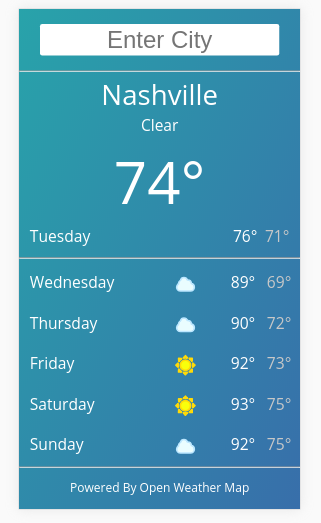 Enter City
Nashville
Clear
74°
Tuesday 76° 71°
Wednesday 89° 69°
Thursday 90° 72°
Friday 92° 73°
Saturday 93° 75°
Sunday 92° 75°
Powered By Open Weather Map